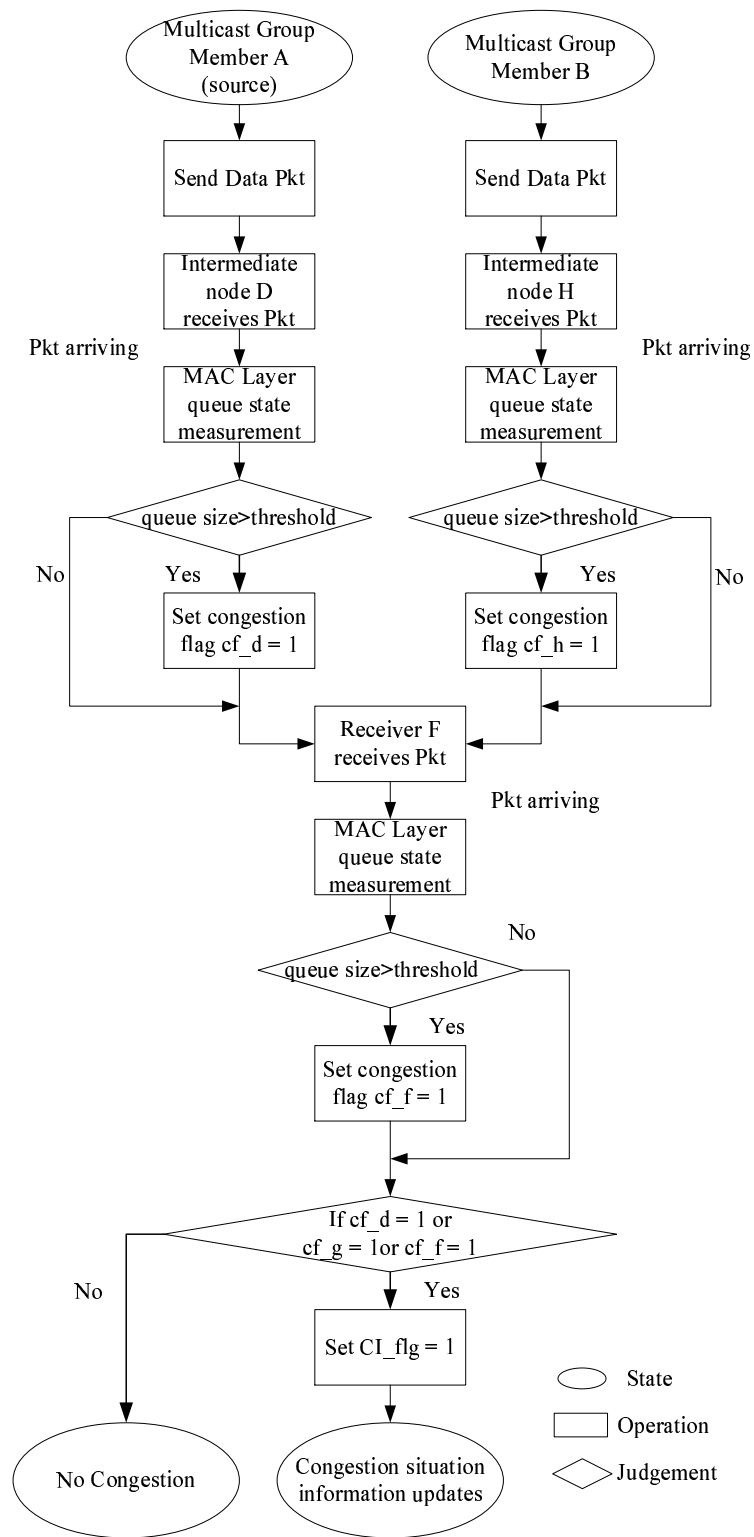 Multicast Group
Member A
(source)
Multicast Group
Member B
Send Data Pkt
Send Data Pkt
Intermediate
node D
receives Pkt
Intermediate
node H
receives Pkt
Pkt arriving
Pkt arriving
MAC Layer
queue state
measurement
MAC Layer
queue state
measurement
queue size>threshold
queue size>threshold
No
Yes
Yes
No
Set congestion
flag cf_d = 1
Set congestion
flag cf_h = 1
Receiver F
receives Pkt
Pkt arriving
MAC Layer
queue state
measurement
No
queue size>threshold
Yes
Set congestion
flag cf_f = 1
If cf_d = 1 or
cf_g = 1or cf_f = 1
No
Yes
Set CI_flg = 1
State
Operation
Judgement
No Congestion
Congestion situation
information updates